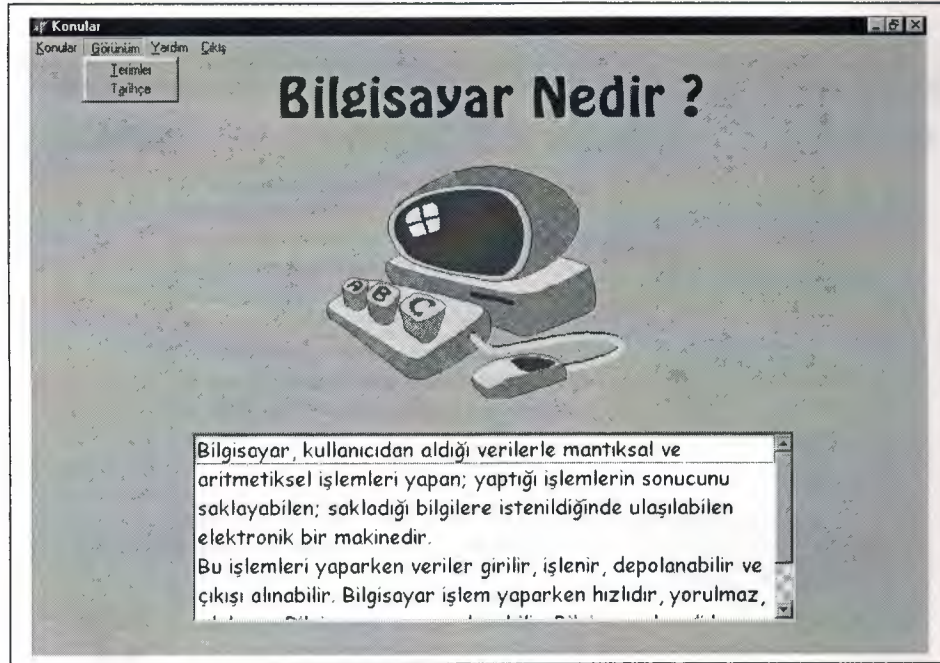 Konular
Konular Görünüm Yardım Çıkış
Terimler
Tarihçe
Bilgisayar Nedir ?
A B C
Bilgisayar, kullanıcıdan aldığı verilerle mantıksal ve
aritmetiksel işlemleri yapan; yaptığı işlemlerin sonucunu
saklayabilen; sakladığı bilgilere istenildiğinde ulaşılabilen
elektronik bir makinedir.
Bu işlemleri yaparken veriler girilir, işlenir, depolanabilir ve
çıkışı alınabilir. Bilgisayar işlem yaparken hızlıdır, yorulmaz,